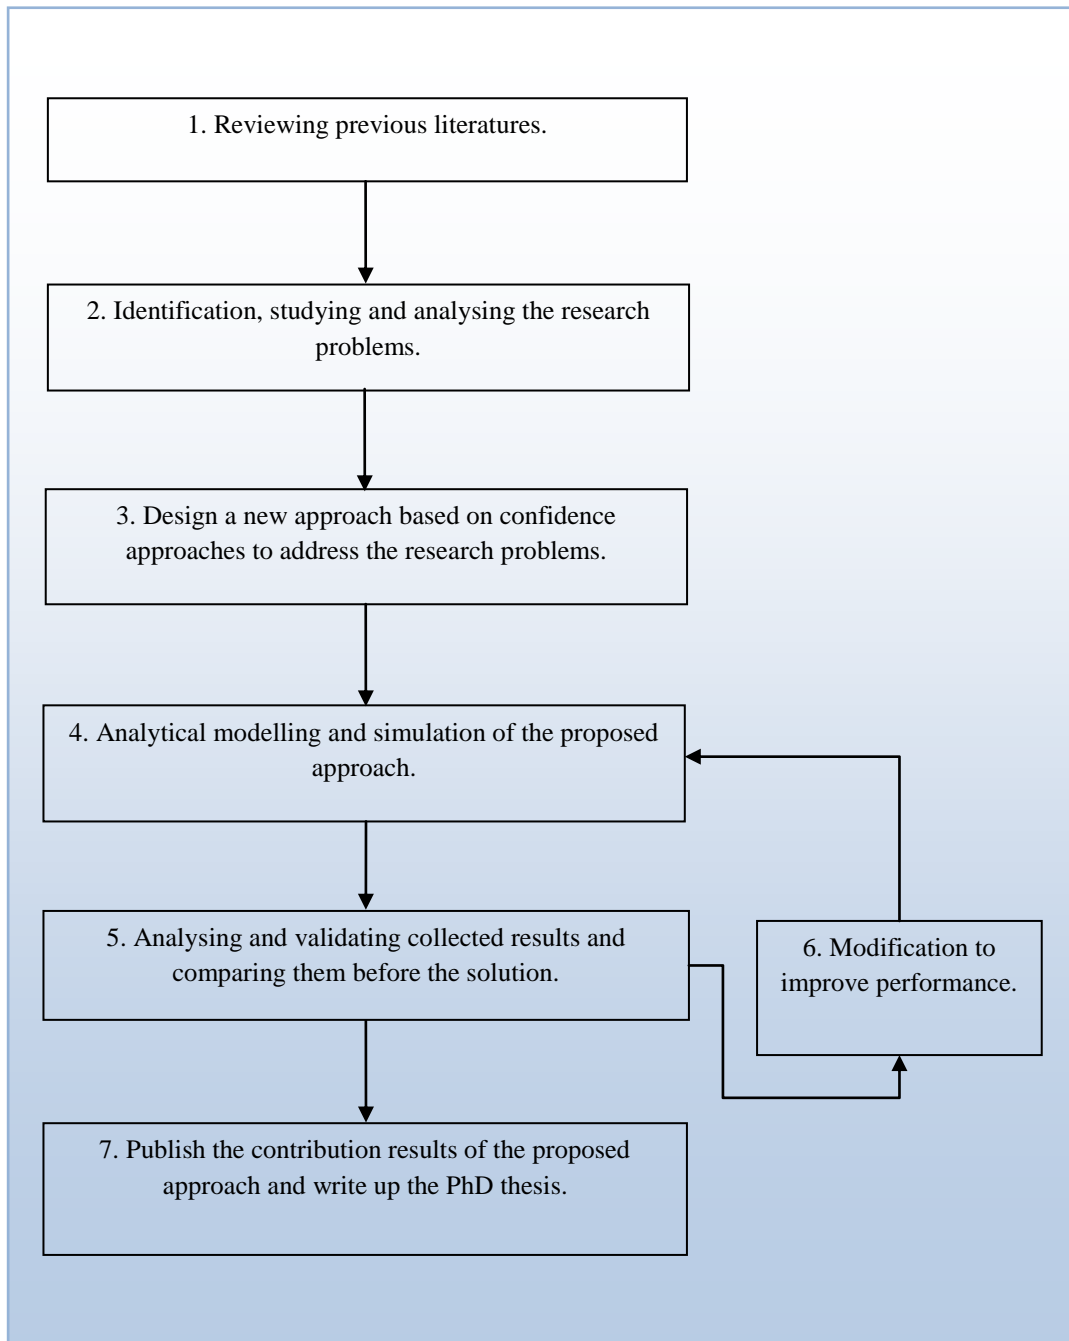 1. Reviewing previous literatures.
2. Identification, studying and analysing the research
problems.
3. Design a new approach based on confidence
approaches to address the research problems.
4. Analytical modelling and simulation of the proposed
approach.
5. Analysing and validating collected results and
comparing them before the solution.
6. Modification to
improve performance.
7. Publish the contribution results of the proposed
approach and write up the PhD thesis.